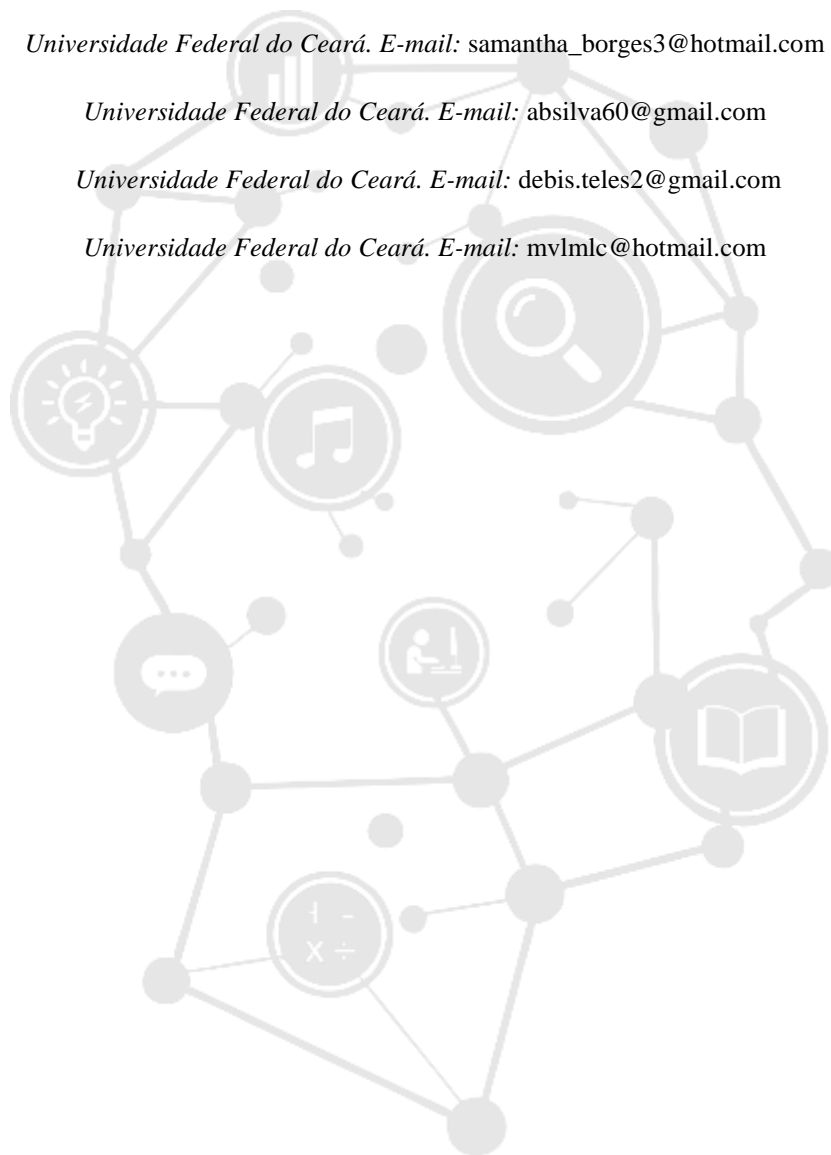 Universidade Federal do Ceará. E-mail: samantha_borges3@hotmail.com
Universidade Federal do Ceará. E-mail: absilva60@gmail.com
Universidade Federal do Ceará. E-mail: debis.teles2@gmail.com
Universidade Federal do Ceará. E-mail: mvlmlc@hotmail.com